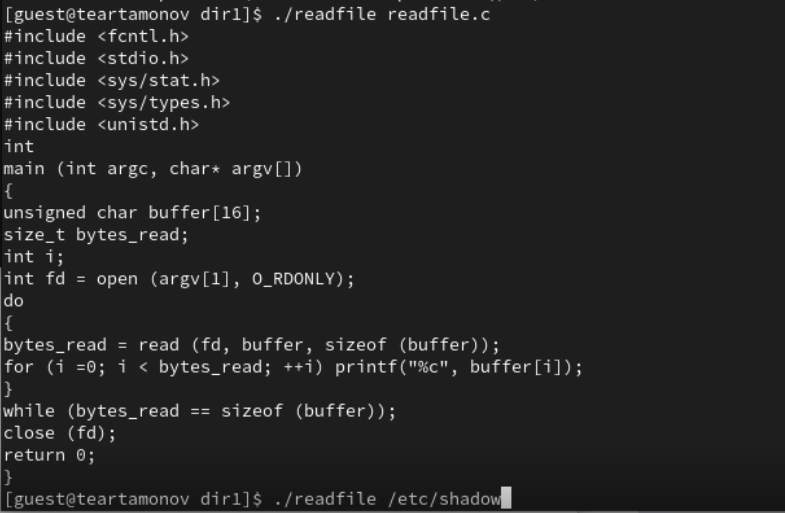 [guest@teartamonov dir1]$ ./readfile readfile.c
#include <fcntl.h>
#include <stdio.h>
#include <sys/stat.h>
#include <sys/types.h>
#include <unistd.h>
int
main (int argc, char* argv[])
{
unsigned char buffer[16];
size_t bytes_read;
int i;
int fd = open (argv[1], O_RDONLY);
do
{
bytes_read = read (fd, buffer, sizeof (buffer));
for (i =0; i < bytes_read; ++i) printf("%c", buffer[i]);
}
while (bytes_read == sizeof (buffer));
close (fd);
return 0;
}
[guest@teartamonov dir1]$ ./readfile /etc/shadow